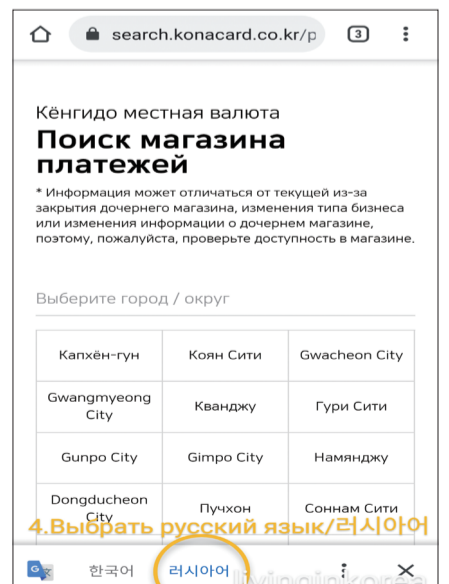 search.konacard.co.kr/p
3
Кёнгидо местная валюта
Поиск магазина
платежей
* Информация может отличаться от текущей из-за
закрытия дочернего магазина, изменения типа бизнеса
или изменения информации о дочернем магазине,
поэтому, пожалуйста, проверьте доступность в магазине.
Выберите город / округ
Капхён-гун
Коян Сити
Gwacheon City
Gwangmyeong
City
Кванджу
Гури Сити
Gunpo City
Gimpo City
Намянджу
Dongducheon
City
Пучхон
Соннам Сити
4.Выбрать русский язык/러시아어
G
한국어
러시아어
livinginkorea